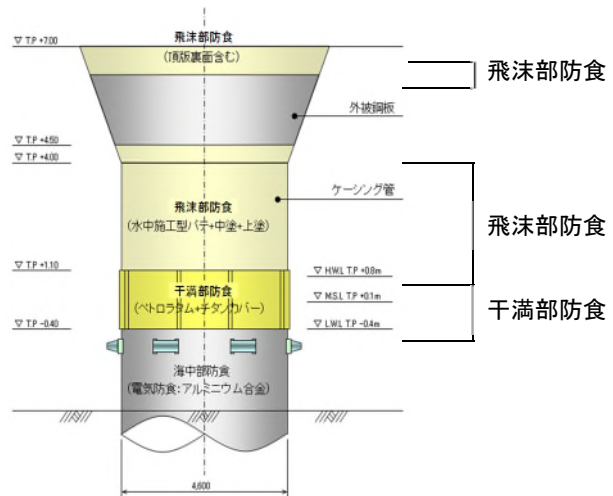 ▽ T.P +7.00
飛沫部防食
(頂版裏面含む)
飛沫部防食
外被鋼板
▽ T.P +4.50
▽ T.P +4.00
ケーシング管
飛沫部防食
(水中施工型パテ+中塗+上塗)
飛沫部防食
▽ T.P +1.10
▽ H.W.L T.P +0.8m
干満部防食
(ペトロラタム+チタンカバー)
▽ M.S.L T.P +0.1m
干満部防食
▽ T.P -0.40
▽ L.W.L T.P -0.4m
海中部防食
(電気防食:アルミニウム合金)
4,600